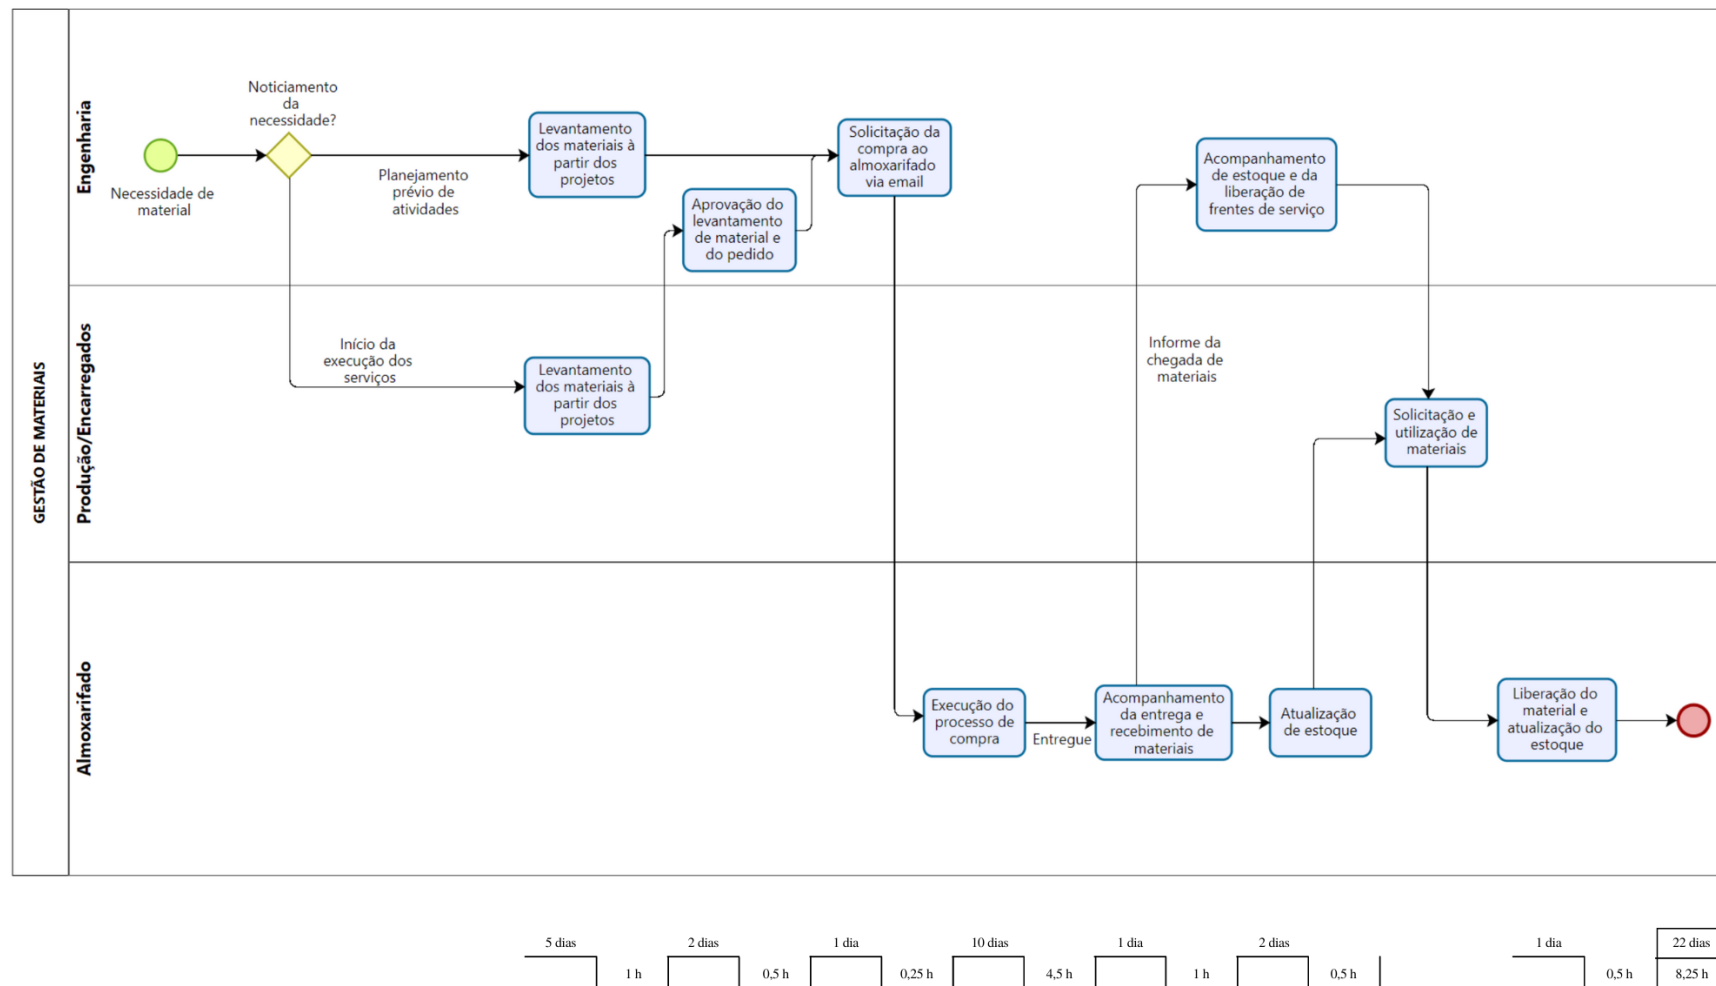 GESTÃO DE MATERIAIS
Engenharia
Noticiamento
da
necessidade?
Necessidade de
material
Planejamento
prévio de
atividades
Levantamento
dos materiais à
partir dos
projetos
Aprovação do
levantamento
de material e
do pedido
Solicitação da
compra ao
almoxarifado
via email
Acompanhamento
de estoque e da
liberação de
frentes de serviço
Produção/Encarregados
Início da
execução dos
serviços
Levantamento
dos materiais à
partir dos
projetos
Informe da
chegada de
materiais
Solicitação e
utilização de
materiais
Almoxarifado
Execução do
processo de
compra
Entregue
Acompanhamento
da entrega e
recebimento de
materiais
Atualização
de estoque
Liberação do
material e
atualização do
estoque
5 dias 2 dias 1 dia 10 dias 1 dia 2 dias 1 dia 22 dias
1 h 0,5 h 0,25 h 4,5 h 1 h 0,5 h 0,5 h 8,25 h